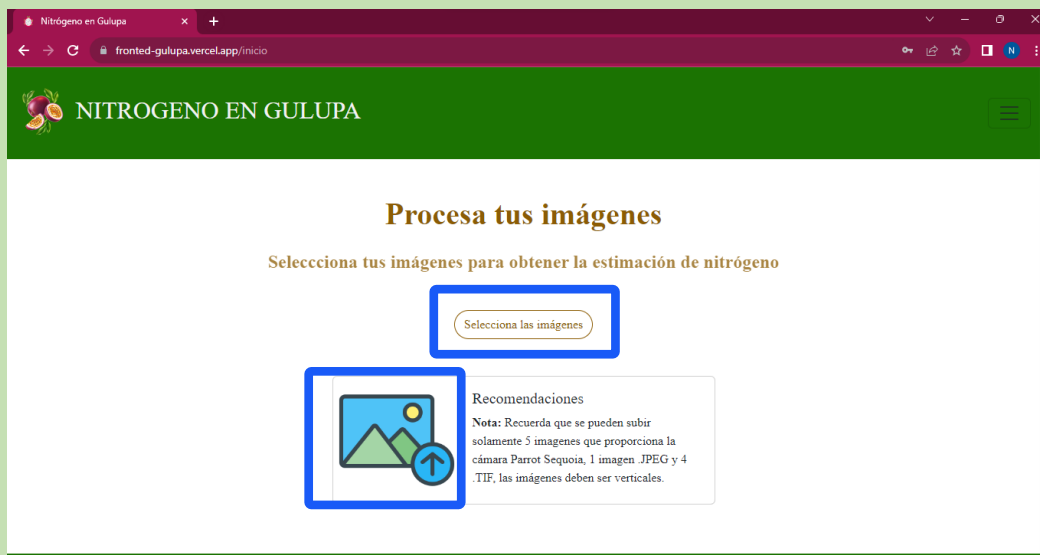 Nitrógeno en Gulupa
fronted-gulupa.vercel.app/inicio
N
NITROGENO EN GULUPA
Procesa tus imágenes
Seleccciona tus imágenes para obtener la estimación de nitrógeno
Selecciona las imágenes
Recomendaciones
Nota: Recuerda que se pueden subir
solamente 5 imagenes que proporciona la
cámara Parrot Sequoia, 1 imagen .JPEG y 4
.TIF, las imágenes deben ser verticales.